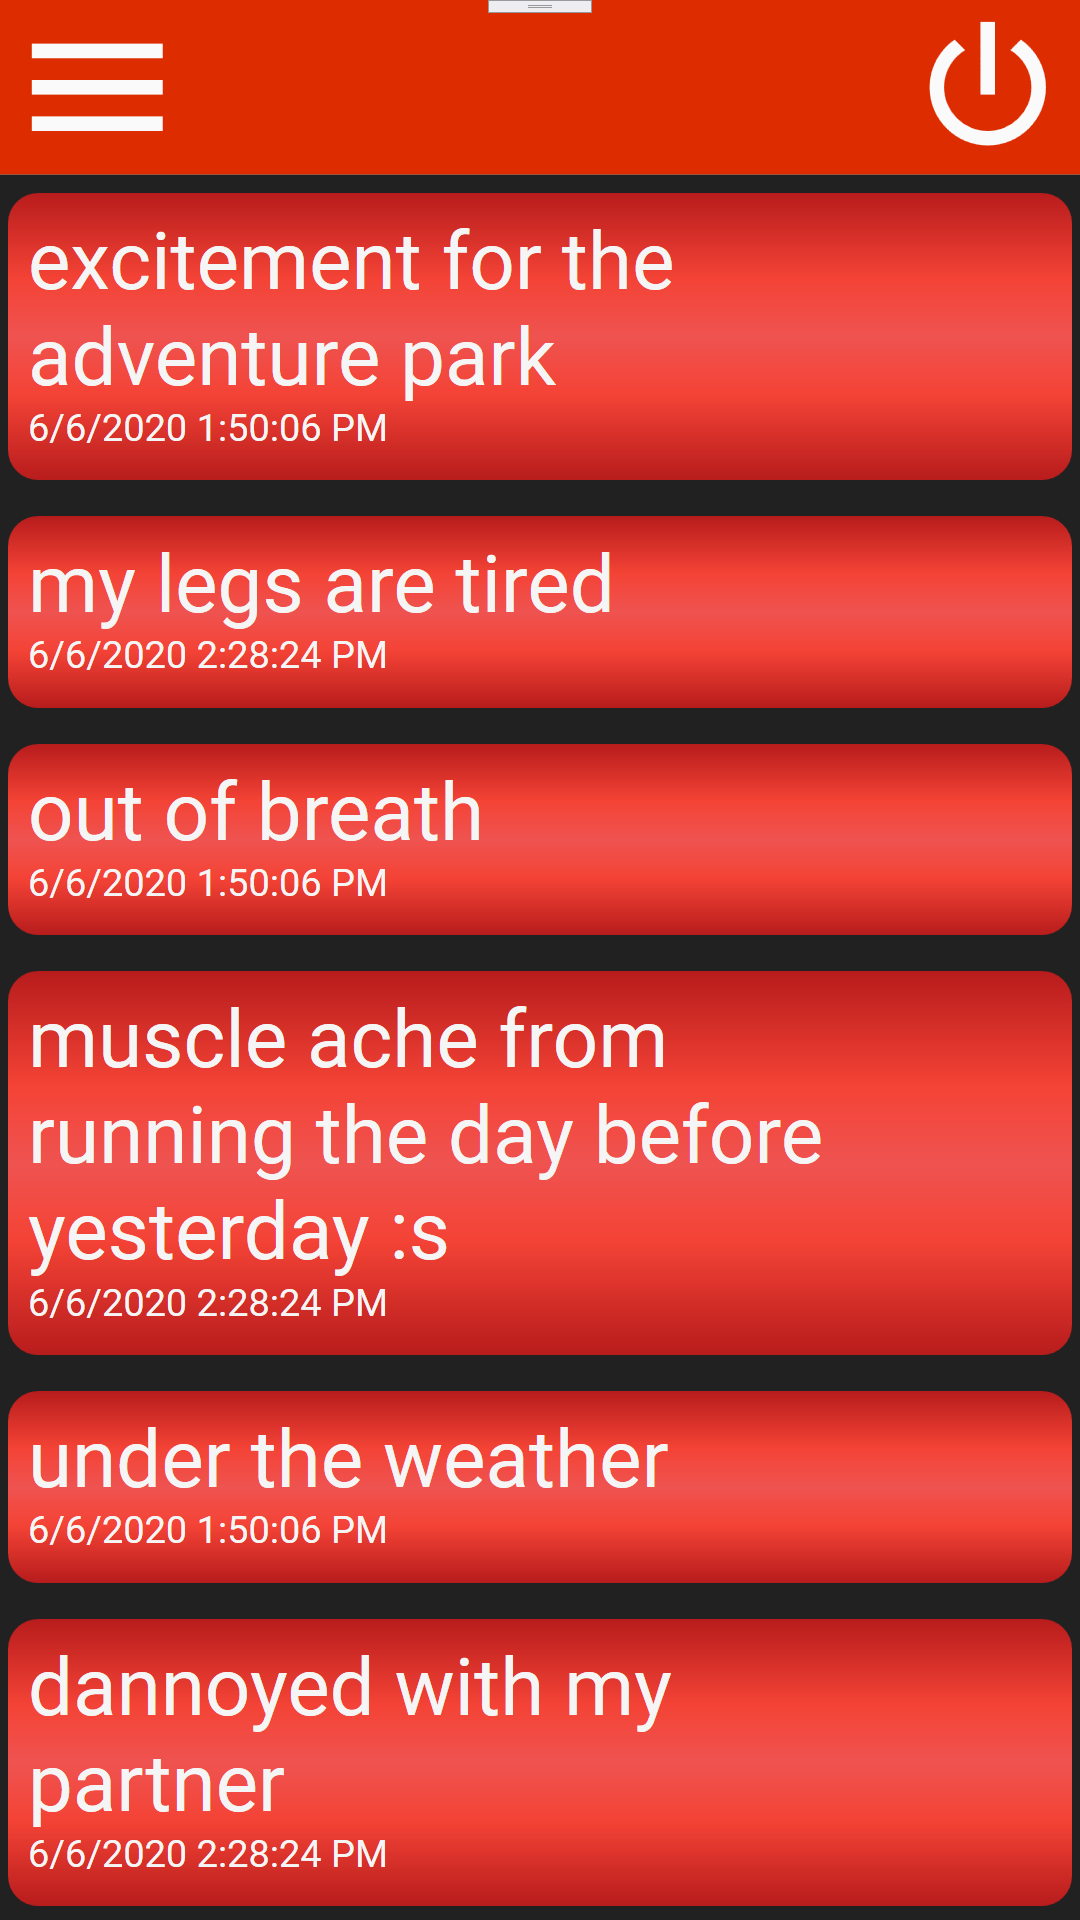 excitement for the
adventure park
6/6/2020 1:50:06 PM
my legs are tired
6/6/2020 2:28:24 PM
out of breath
6/6/2020 1:50:06 PM
muscle ache from
running the day before
yesterday :s
6/6/2020 2:28:24 PM
under the weather
6/6/2020 1:50:06 PM
dannoyed with my
partner
6/6/2020 2:28:24 PM